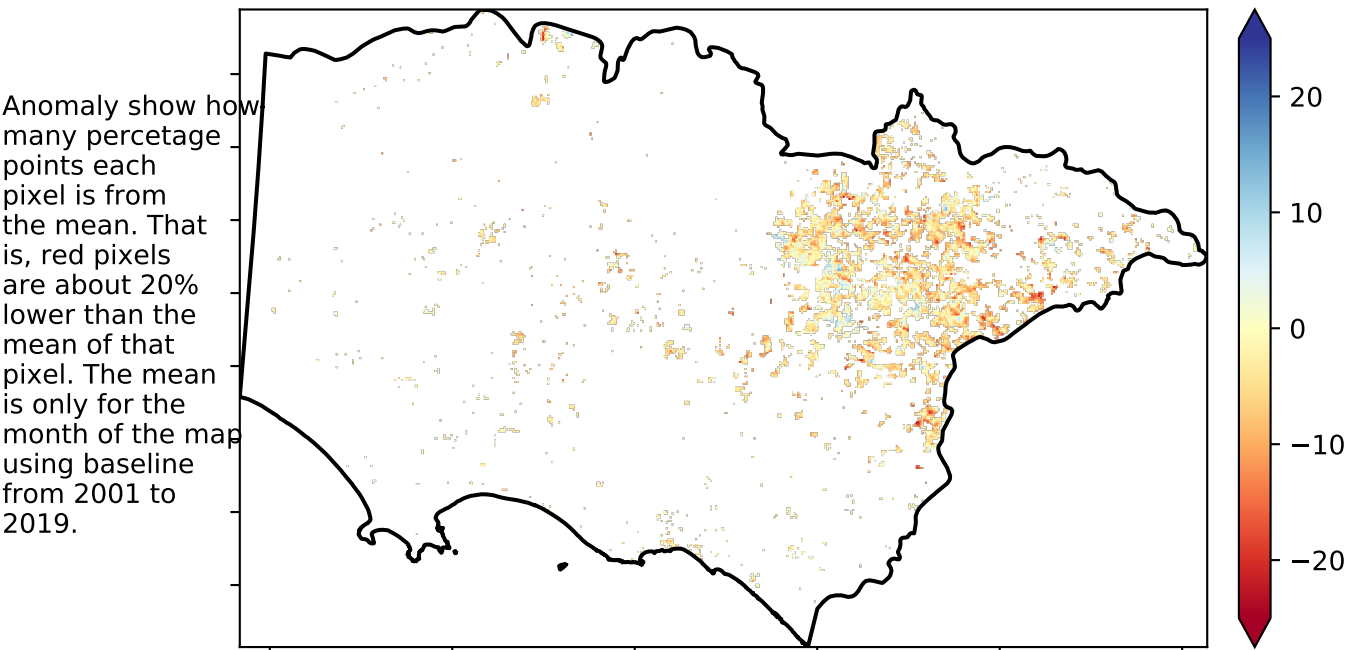 Anomaly show how
many percetage
points each
pixel is from
the mean. That
is, red pixels
are about 20%
lower than the
mean of that
pixel. The mean
is only for the
month of the map
using baseline
from 2001 to
2019.
20
10
0
−10
−20